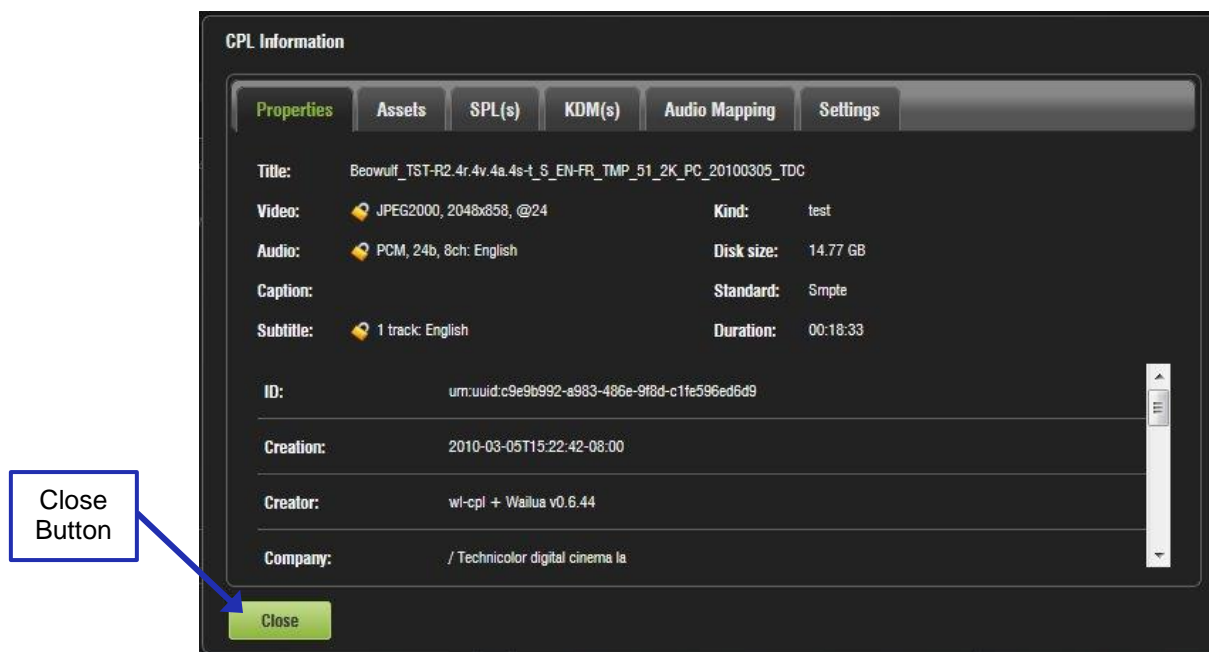 CPL Information
Properties Assets SPL(s) KDM(s) Audio Mapping Settings
Title: Beowulf_TST-R2.4r.4v.4a.4s-t_S_EN-FR_TMP_51_2K_PC_20100305_TDC
Video: JPEG2000, 2048x858, @24 Kind: test
Audio: PCM, 24b, 8ch: English Disk size: 14.77 GB
Caption: Standard: Smpte
Subtitle: 1 track: English Duration: 00:18:33
ID: urn:uuid:c9e9b992-a983-486e-9f8d-c1fe596ed6d9
Creation: 2010-03-05T15:22:42-08:00
Creator: wl-cpl + Wailua v0.6.44
Company: / Technicolor digital cinema la
Close
Button
Close